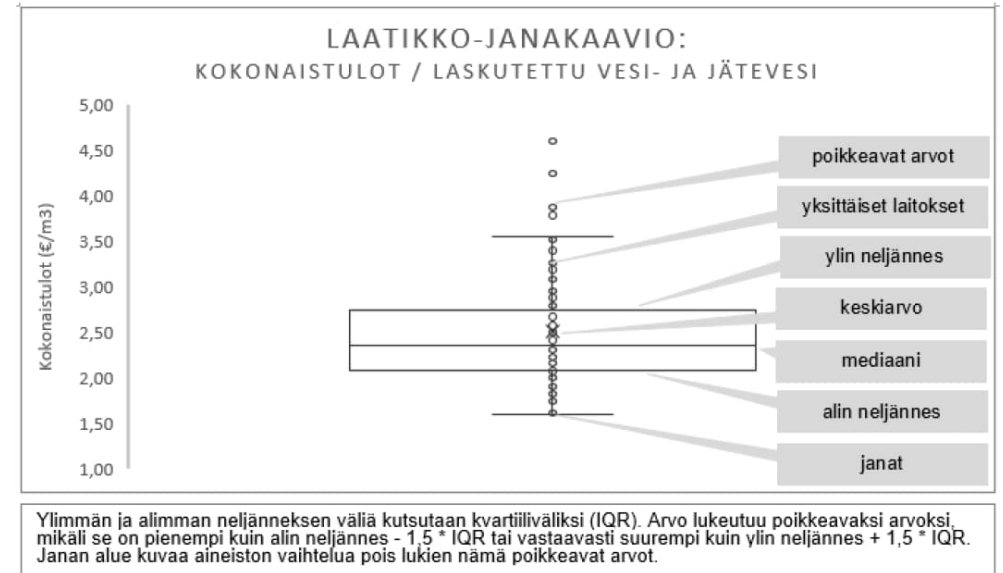 LAATIKKO-JANAKAAVIO:
KOKONAISTULOT / LASKUTETTU VESI- JA JÄTEVESI
Kokonaistulot (€/m3)
5,00
4,50
4,00
3,50
3,00
2,50
2,00
1,50
1,00
poikkeavat arvot
yksittäiset laitokset
ylin neljännes
keskiarvo
mediaani
alin neljännes
janat
Ylimmän ja alimman neljänneksen väliä kutsutaan kvartiiliväliksi (IQR). Arvo lukeutuu poikkeavaksi arvoksi,
mikäli se on pienempi kuin alin neljännes - 1,5 * IQR tai vastaavasti suurempi kuin ylin neljännes + 1,5 * IQR.
Janan alue kuvaa aineiston vaihtelua pois lukien nämä poikkeavat arvot.